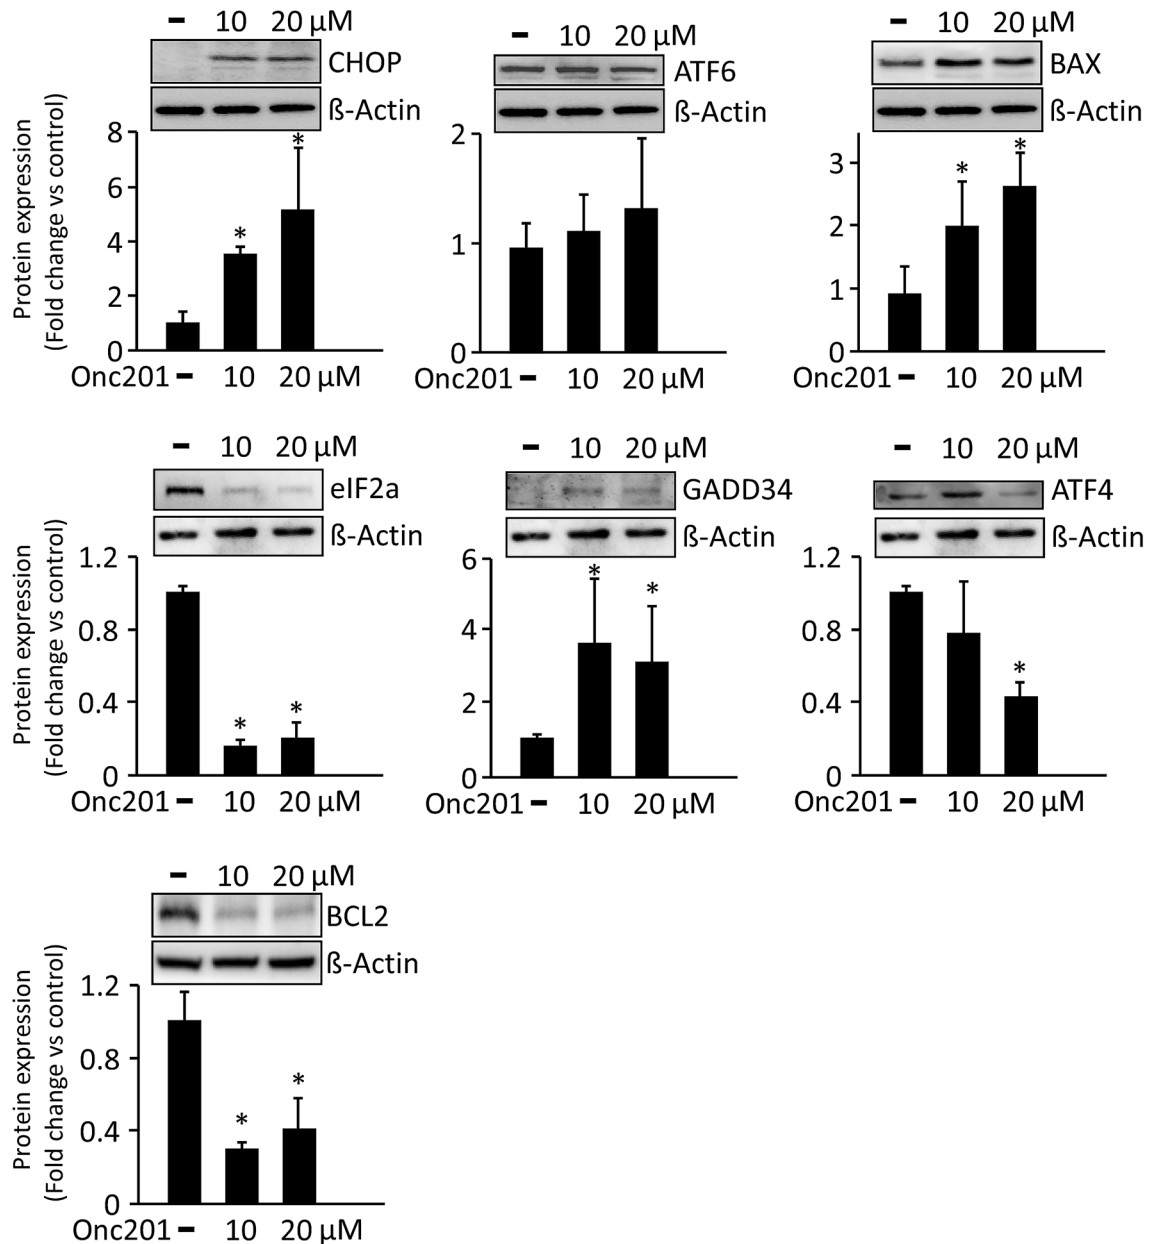 - 10 20 µM
CHOP
ß-Actin
Protein expression
(Fold change vs control)
8
6
4
2
0
*
*
Onc201 - 10 20 µM
- 10 20 µM
ATF6
ß-Actin
2
1
0
Onc201 - 10 20 µM
- 10 20 µM
BAX
ß-Actin
3
2
1
0
*
*
Onc201 - 10 20 µM
- 10 20 µM
eIF2a
ß-Actin
Protein expression
(Fold change vs control)
1.2
0.8
0.4
0
*
*
Onc201 - 10 20 µM
- 10 20 µM
GADD34
ß-Actin
6
4
2
0
*
*
Onc201 - 10 20 µM
- 10 20 µM
ATF4
ß-Actin
1.2
0.8
0.4
0
*
Onc201 - 10 20 µM
- 10 20 µM
BCL2
ß-Actin
Protein expression
(Fold change vs control)
1.2
0.8
0.4
0
*
*
Onc201 - 10 20 µM